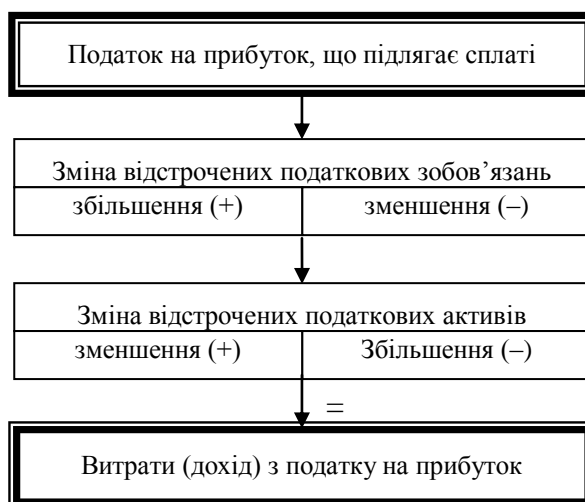 Податок на прибуток, що підлягає сплаті
Зміна відстрочених податкових зобов’язань
збільшення (+) зменшення (–)
Зміна відстрочених податкових активів
зменшення (+) Збільшення (–)
=
Витрати (дохід) з податку на прибуток